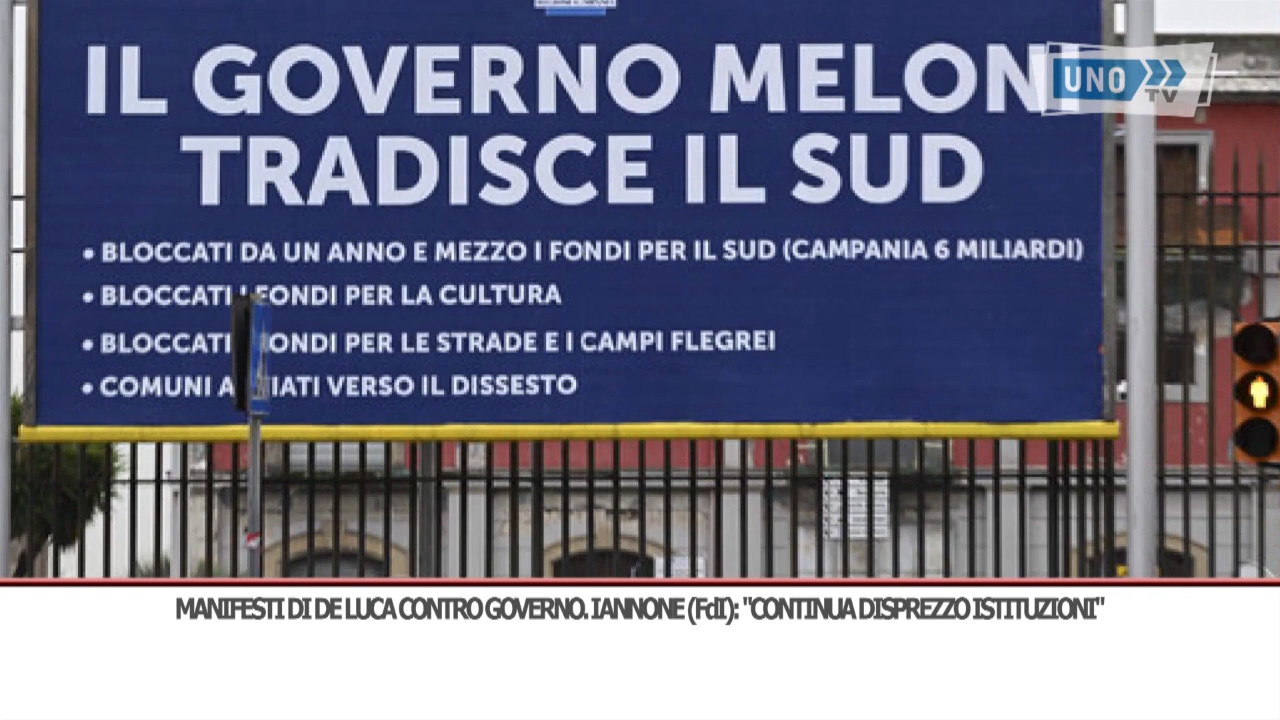 IL GOVERNO MELONI
UNO
TV
TRADISCE IL SUD
• BLOCCATI DA UN ANNO E MEZZO I FONDI PER IL SUD (CAMPANIA 6 MILIARDI)
• BLOCCATI I FONDI PER LA CULTURA
• BLOCCATI FONDI PER LE STRADE E I CAMPI FLEGREI
• COMUNI VERSO IL DISSESTO
MANIFESTI DI DE LUCA CONTRO GOVERNO. IANNONE (FdI): "CONTINUA DISPREZZO ISTITUZIONI"